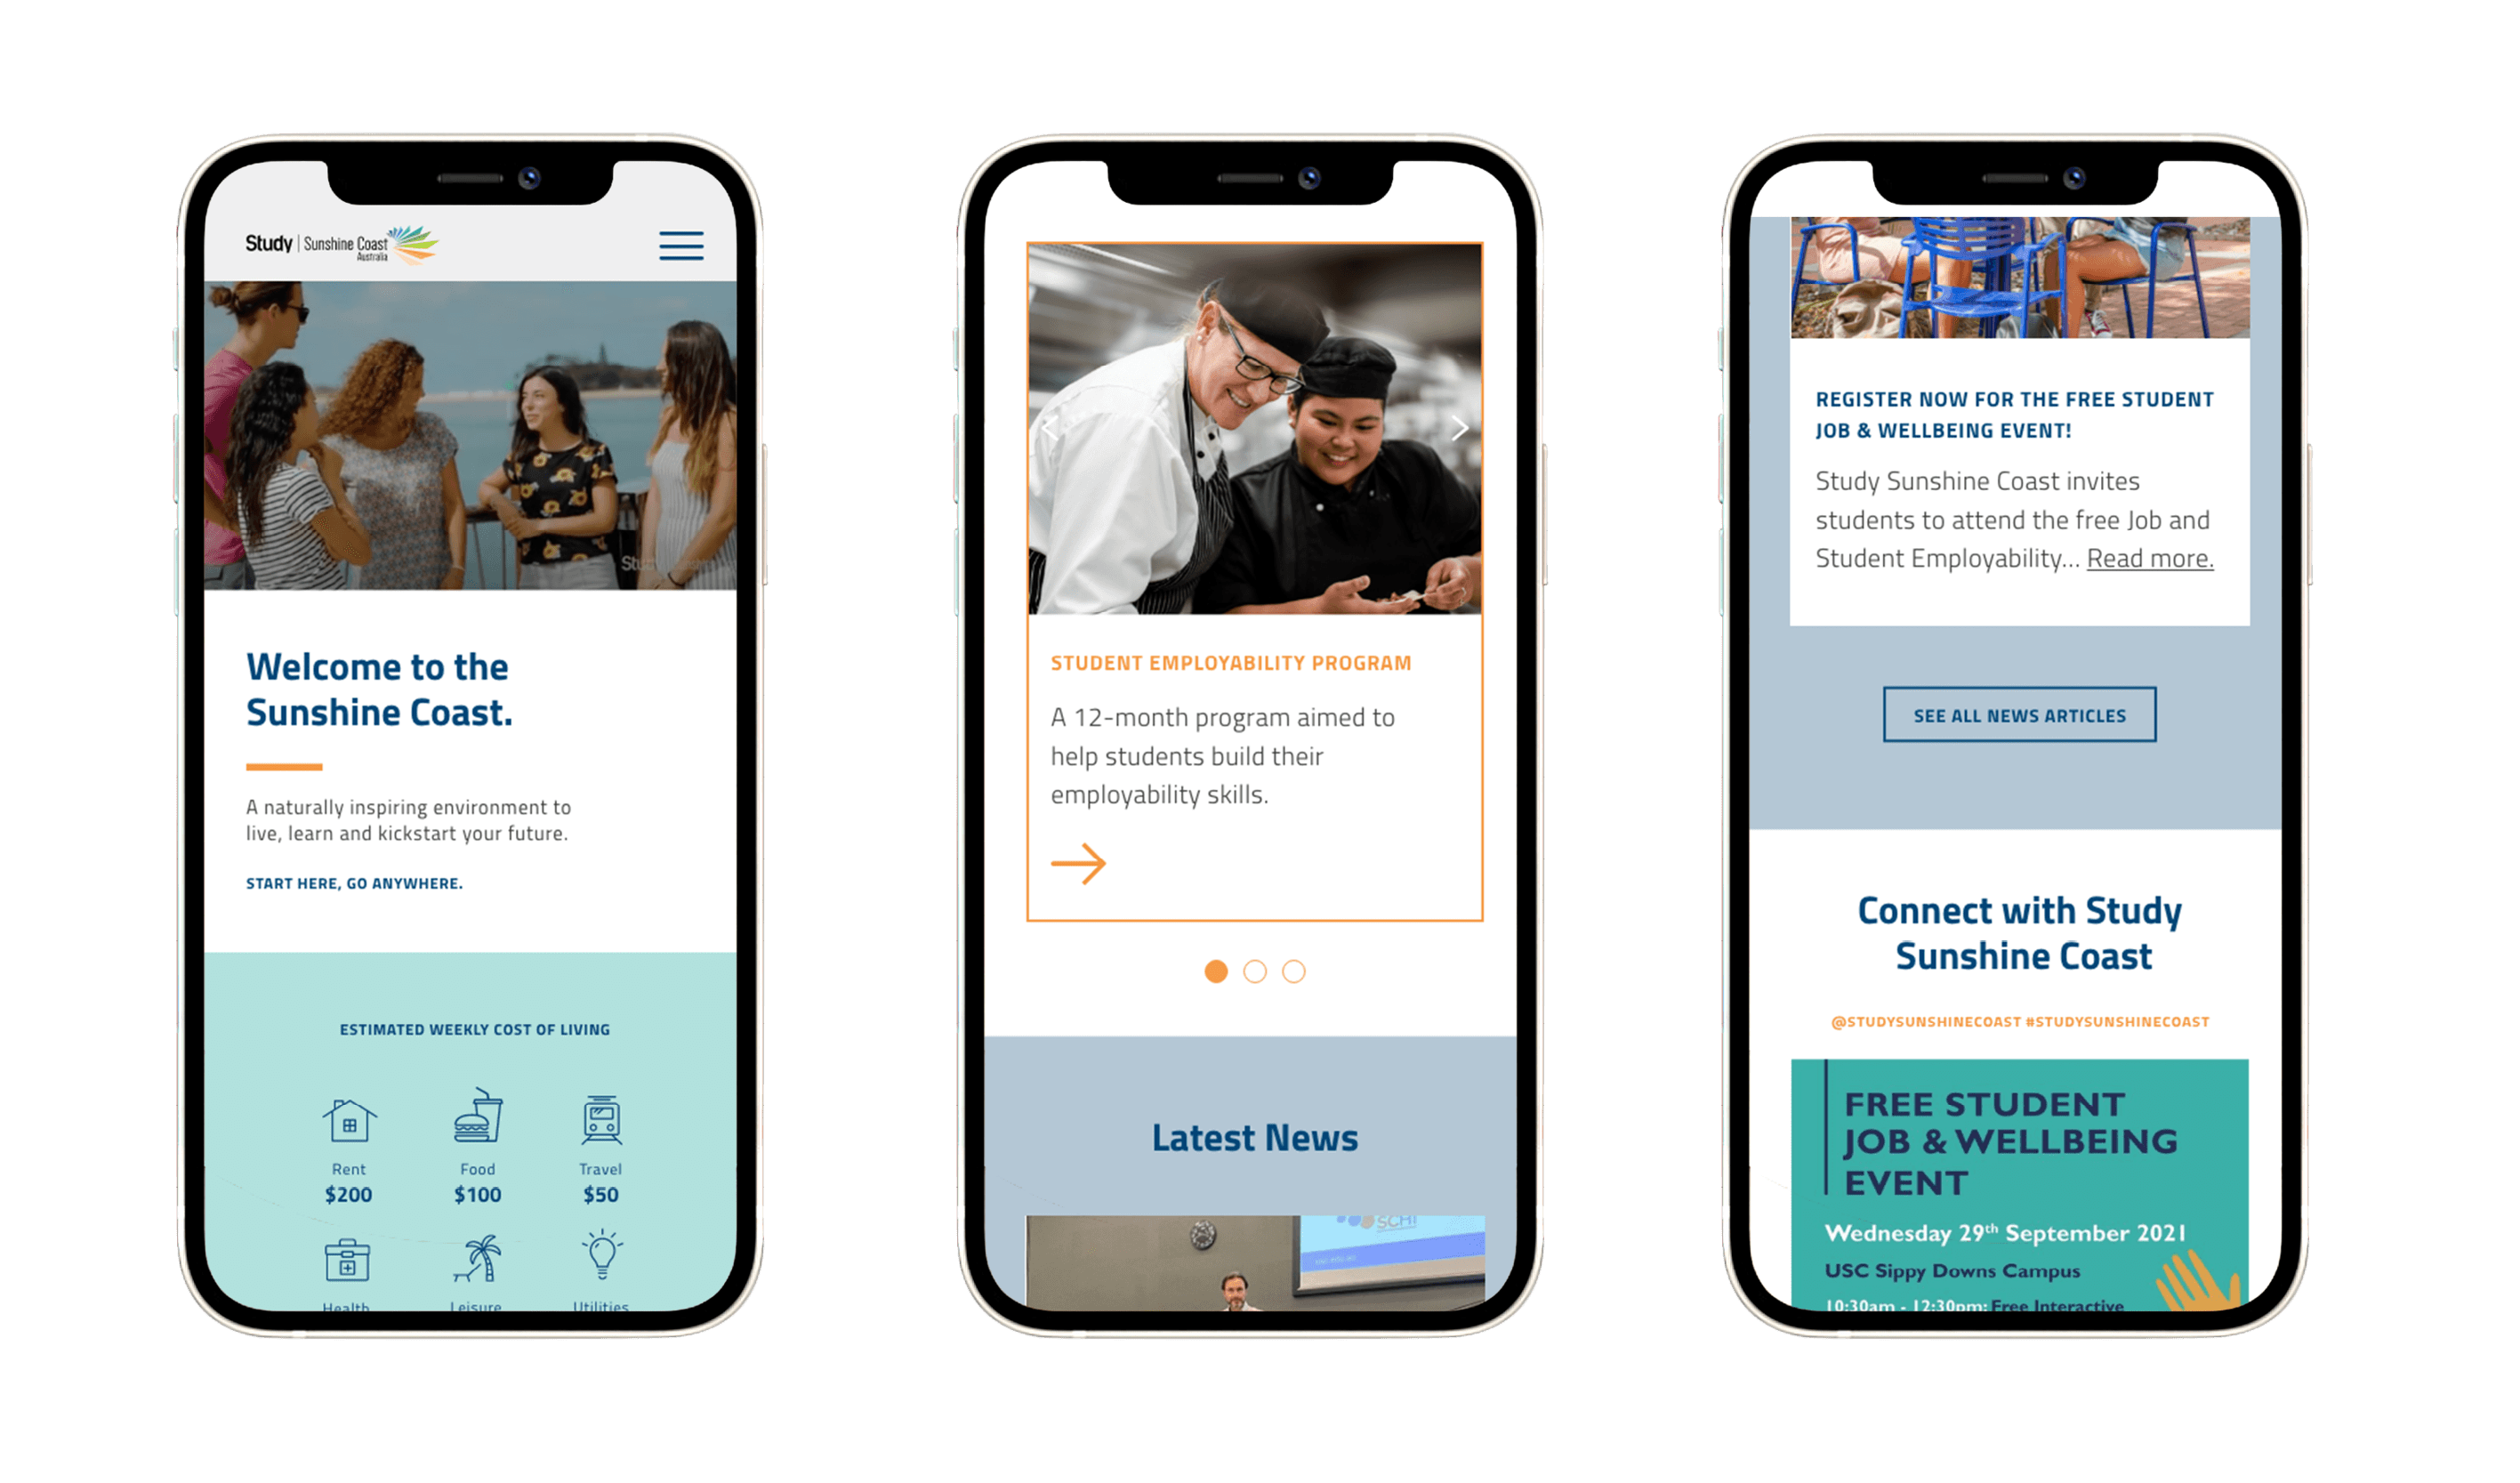 Study | Sunshine Coast
Australia
Welcome to the
Sunshine Coast.
A naturally inspiring environment to
live, learn and kickstart your future.
START HERE, GO ANYWHERE.
ESTIMATED WEEKLY COST OF LIVING
Rent
$200
Food
$100
Travel
$50
Health
Leisure
Utilities
STUDENT EMPLOYABILITY PROGRAM
A 12-month program aimed to
help students build their
employability skills.
Latest News
SCHI
REGISTER NOW FOR THE FREE STUDENT
JOB & WELLBEING EVENT!
Study Sunshine Coast invites
students to attend the free Job and
Student Employability... Read more.
SEE ALL NEWS ARTICLES
Connect with Study
Sunshine Coast
@STUDYSUNSHINECOAST #STUDYSUNSHINECOAST
FREE STUDENT
JOB & WELLBEING
EVENT
Wednesday 29th September 2021
USC Sippy Downs Campus
10:30am - 12:30pm: Free Interactive